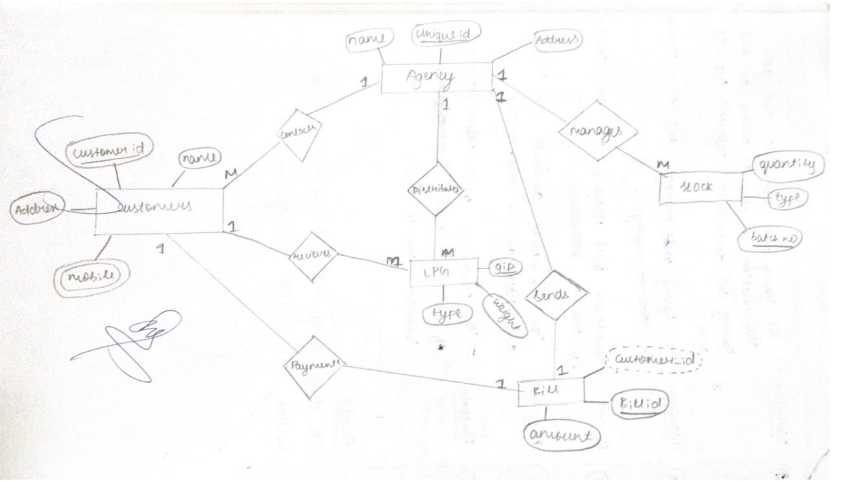 name
Unique id
Address
Agency
1
1
1
1
contacts
manages
customer id
name
M
M
quantity
Stock
type
batch no
Address
customers
Distributes
1
1
mobile
receives
M
M
LPG
type
weight
Sends
Payment
customer_id
1
1
Bill
Bill id
amount